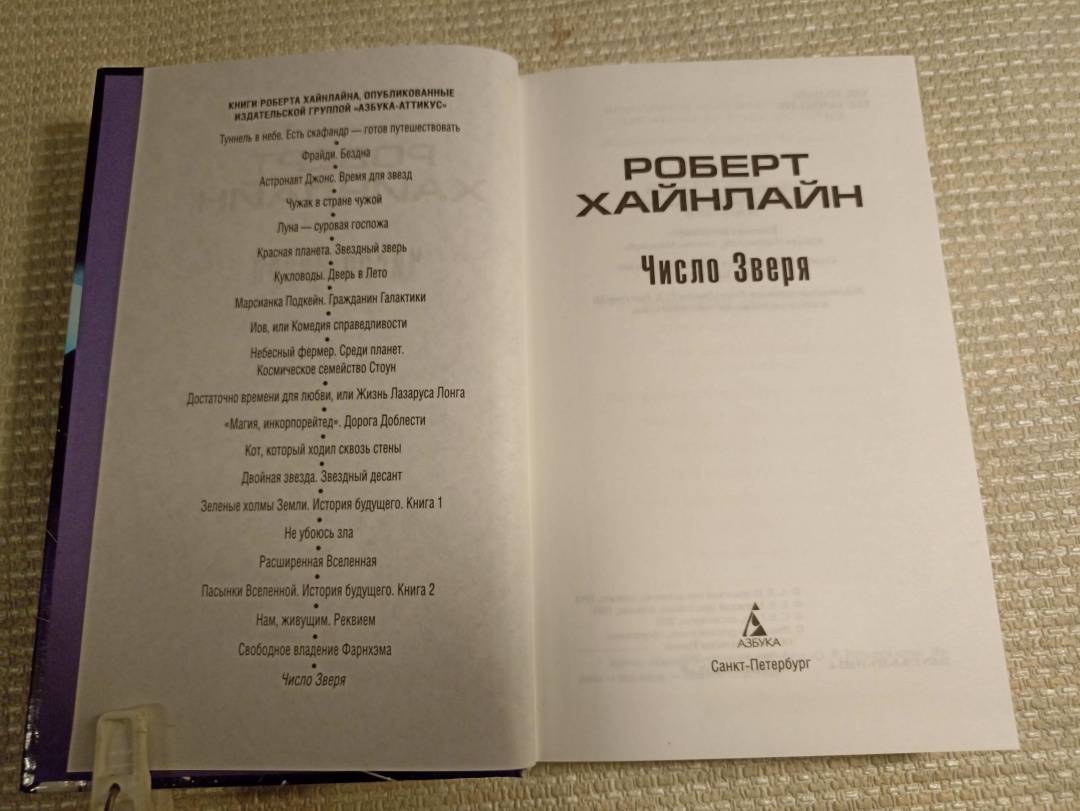 КНИГИ РОБЕРТА ХАЙНЛАЙНА, ОПУБЛИКОВАННЫЕ
ИЗДАТЕЛЬСКОЙ ГРУППОЙ «АЗБУКА-АТТИКУС»
Туннель в небе. Есть скафандр — готов путешествовать
•
Фрайди. Бездна
•
Астронавт Джонс. Время для звезд
•
Чужак в стране чужой
•
Луна — суровая госпожа
•
Красная планета. Звездный зверь
•
Кукловоды. Дверь в Лето
•
Марсианка Подкейн. Гражданин Галактики
•
Иов, или Комедия справедливости
•
Небесный фермер. Среди планет.
Космическое семейство Стоун
•
Достаточно времени для любви, или Жизнь Лазаруса Лонга
•
«Магия, инкорпорейтед». Дорога Доблести
•
Кот, который ходил сквозь стены
•
Двойная звезда. Звездный десант
•
Зеленые холмы Земли. История будущего. Книга 1
•
Не убоюсь зла
•
Расширенная Вселенная
•
Пасынки Вселенной. История будущего. Книга 2
•
Нам, живущим. Реквием
•
Свободное владение Фарнхэма
•
Число Зверя
РОБЕРТ
ХАЙНЛАЙН
Число Зверя
АЗБУКА
Санкт-Петербург